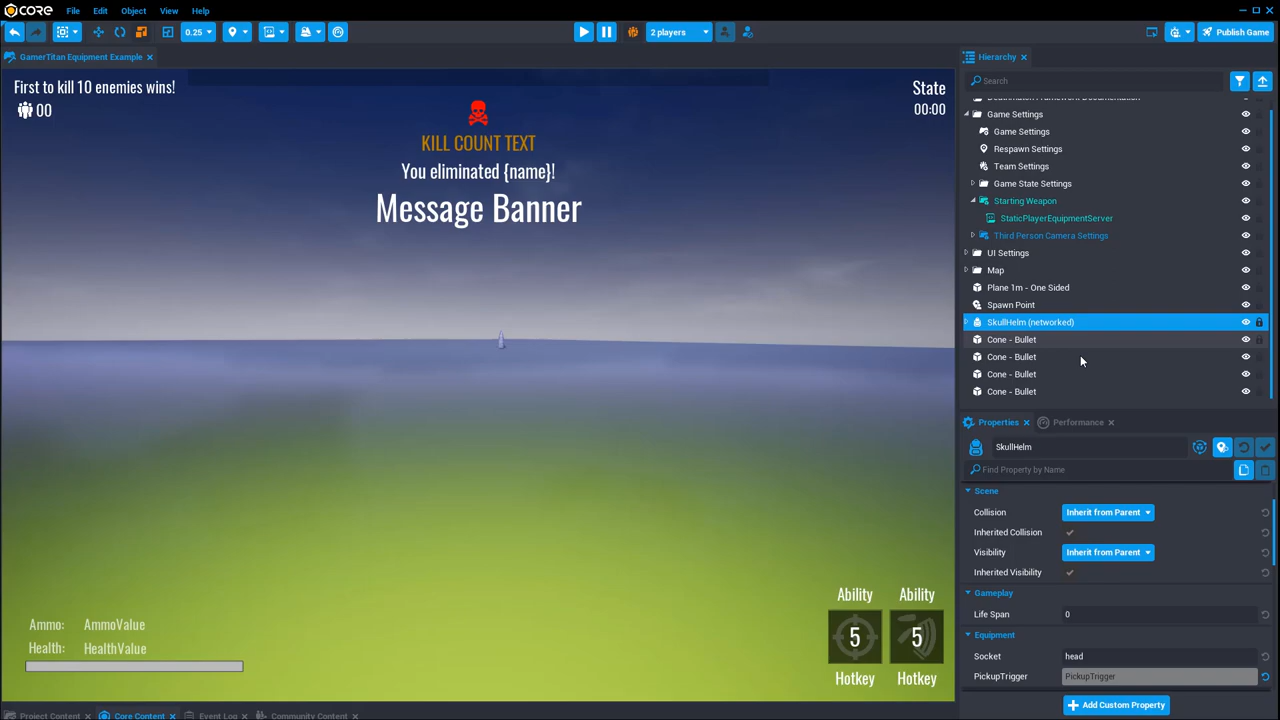 CORE File Edit Object View Help
0.25 2 players Publish Game
GamerTitan Equipment Example
Hierarchy
Search
First to kill 10 enemies wins!
00
State
00:00
KILL COUNT TEXT
You eliminated {name}!
Message Banner
Deathmatch Framework Documentation
Game Settings
Game Settings
Respawn Settings
Team Settings
Game State Settings
Starting Weapon
StaticPlayerEquipmentServer
Third Person Camera Settings
UI Settings
Map
Plane 1m - One Sided
Spawn Point
SkullHelm (networked)
Cone - Bullet
Cone - Bullet
Cone - Bullet
Cone - Bullet
Properties Performance
SkullHelm
Find Property by Name
Scene
Collision Inherit from Parent
Inherited Collision
Visibility Inherit from Parent
Inherited Visibility
Gameplay
Life Span 0
Equipment
Socket head
PickupTrigger PickupTrigger
Add Custom Property
Ability Ability
5 5
Hotkey Hotkey
Ammo: AmmoValue
Health: HealthValue
Project Content Core Content Event Log Community Content